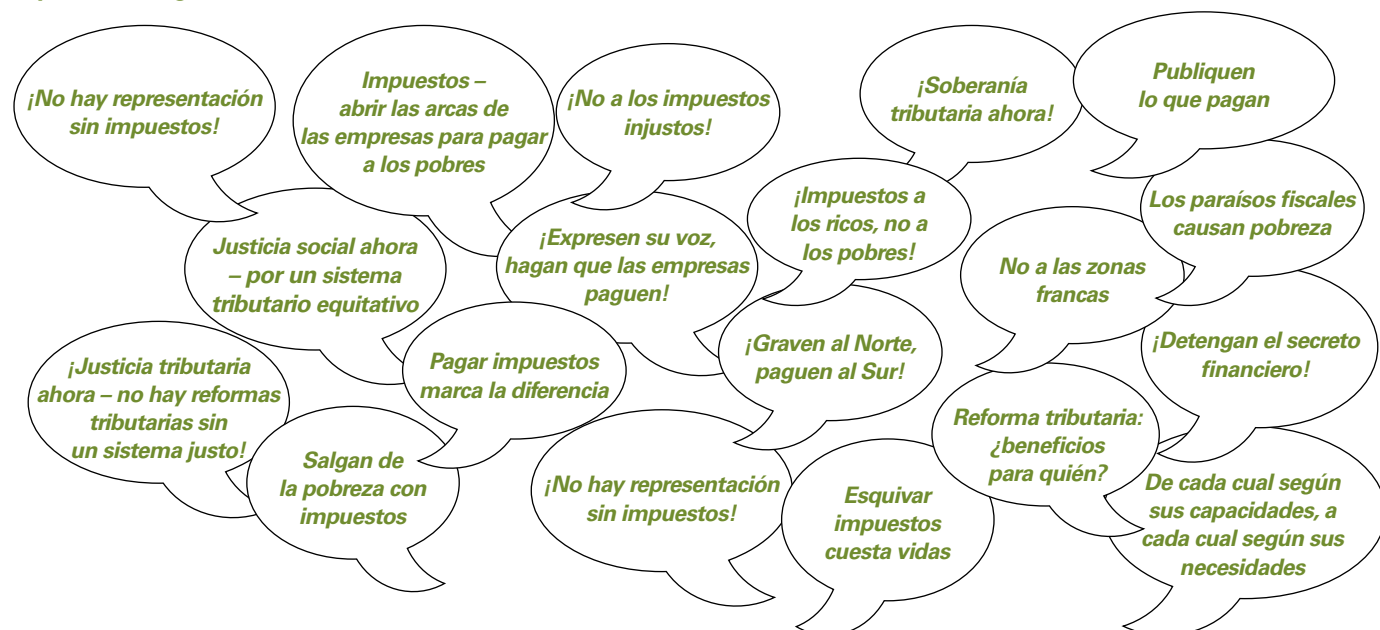 ¡No hay representación
sin impuestos!
Impuestos –
abrir las arcas de
las empresas para pagar
a los pobres
¡No a los impuestos
injustos!
¡Soberanía
tributaria ahora!
Publiquen
lo que pagan
Justicia social ahora
– por un sistema
tributario equitativo
¡Expresen su voz,
hagan que las empresas
paguen!
¡Impuestos a
los ricos, no a
los pobres!
No a las zonas
francas
Los paraísos fiscales
causan pobreza
¡Justicia tributaria
ahora – no hay reformas
tributarias sin
un sistema justo!
Pagar impuestos
marca la diferencia
¡Graven al Norte,
paguen al Sur!
¡Detengan el secreto
financiero!
Salgan de
la pobreza con
impuestos
¡No hay representación
sin impuestos!
Esquivar
impuestos
cuesta vidas
Reforma tributaria:
¿beneficios
para quién?
De cada cual según
sus capacidades, a
cada cual según sus
necesidades